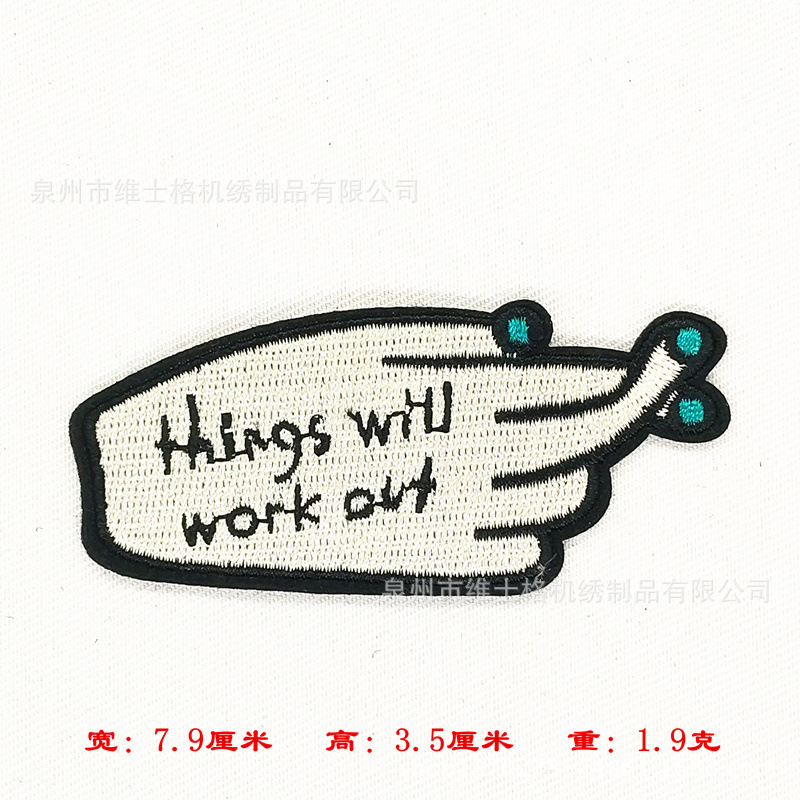 泉州市维士格机绣制品有限公司
things will
work out
泉州市维士格机绣制品有限公司
宽: 7.9厘米 高: 3.5厘米 重: 1.9克